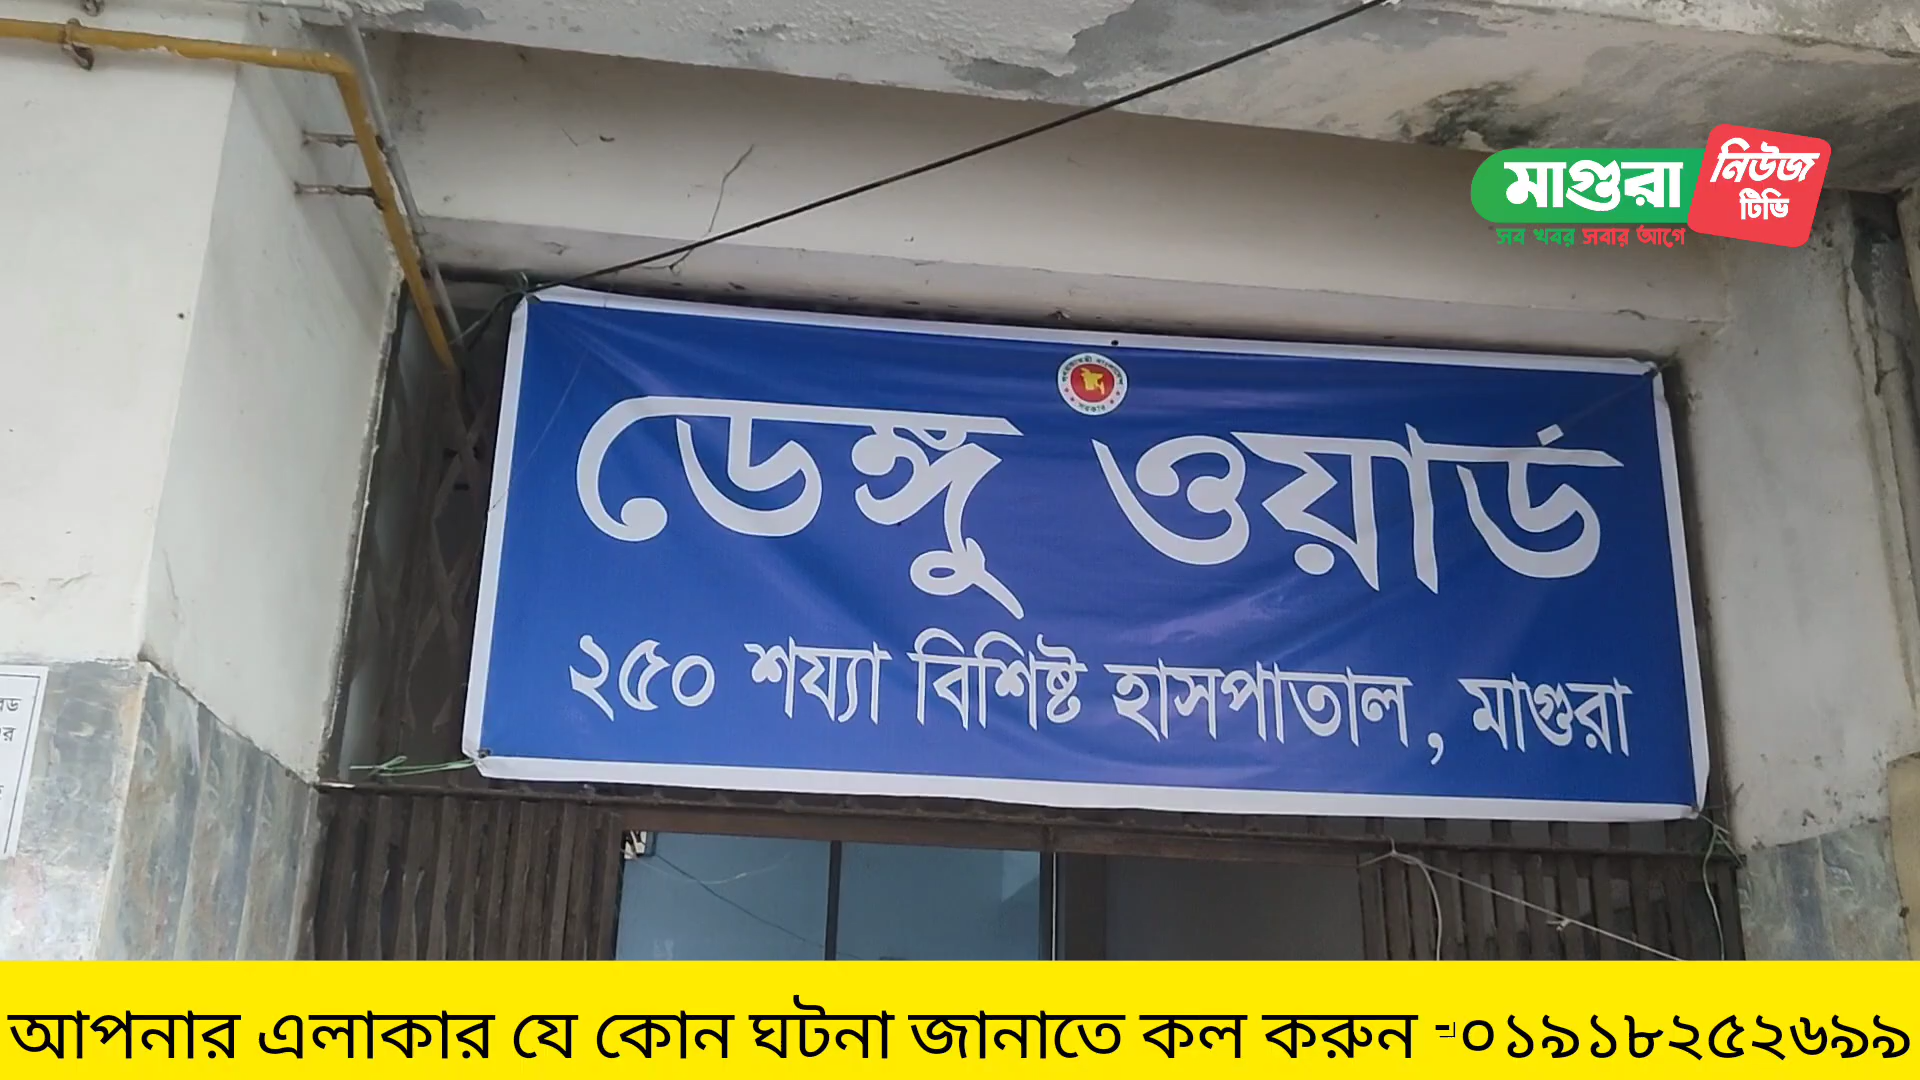 মাগুরা
নিউজ
টিভি
সব খবর সবার আগে
ডেঙ্গু ওয়ার্ড
২৫০ শয্যা বিশিষ্ট হাসপাতাল, মাগুরা
আপনার এলাকার যে কোন ঘটনা জানাতে কল করুন -০১৯১৮২৫২৬৯৯